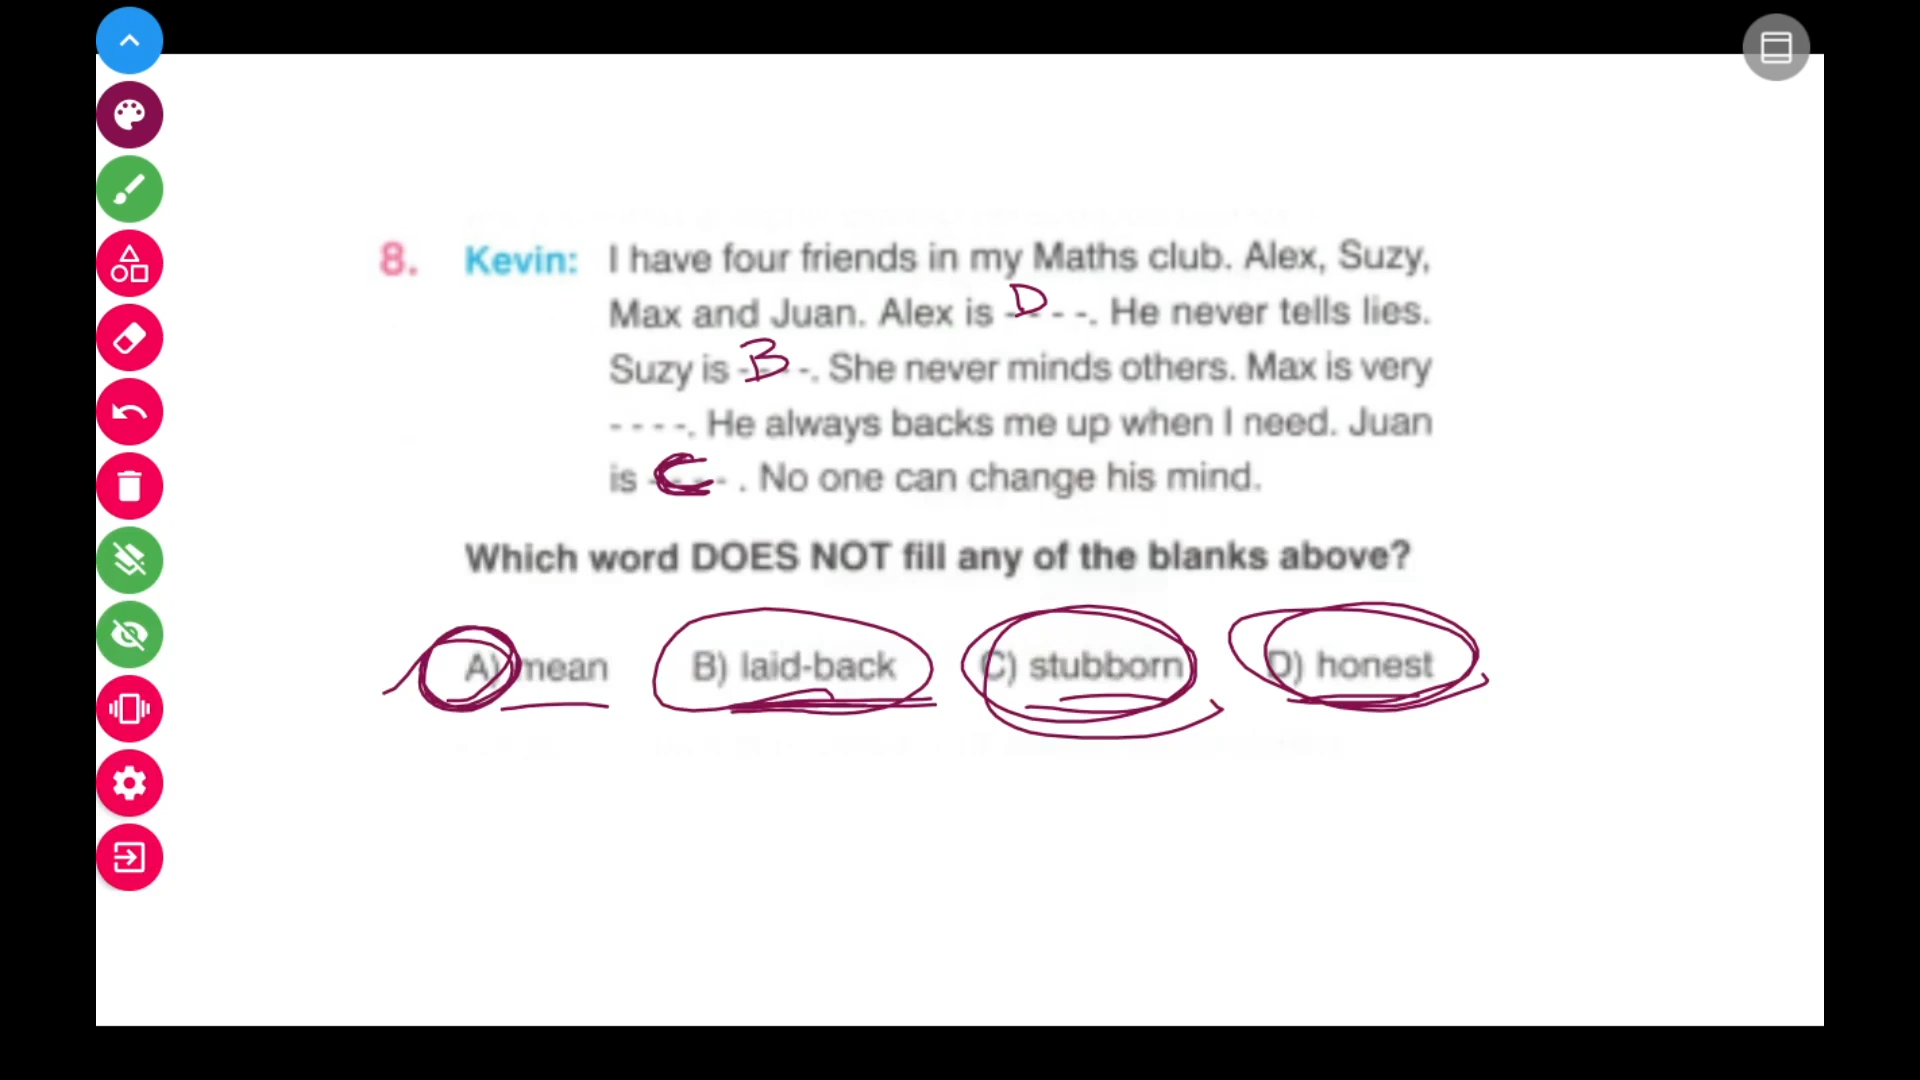 8. Kevin: I have four friends in my Maths club. Alex, Suzy,
Max and Juan. Alex is - D - -. He never tells lies.
Suzy is - B - -. She never minds others. Max is very
- - - -. He always backs me up when I need. Juan
is - C - - . No one can change his mind.
Which word DOES NOT fill any of the blanks above?
A) mean B) laid-back C) stubborn D) honest